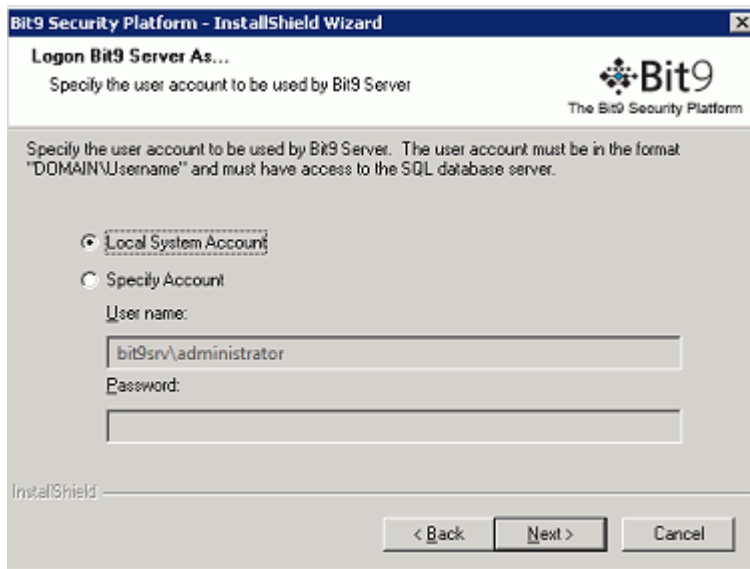 Bit9 Security Platform - InstallShield Wizard
Logon Bit9 Server As...
Specify the user account to be used by Bit9 Server
Bit9
The Bit9 Security Platform
Specify the user account to be used by Bit9 Server. The user account must be in the format
"DOMAIN\Username" and must have access to the SQL database server.
Local System Account
Specify Account
User name:
bit9srv\administrator
Password:
InstallShield
< Back
Next >
Cancel